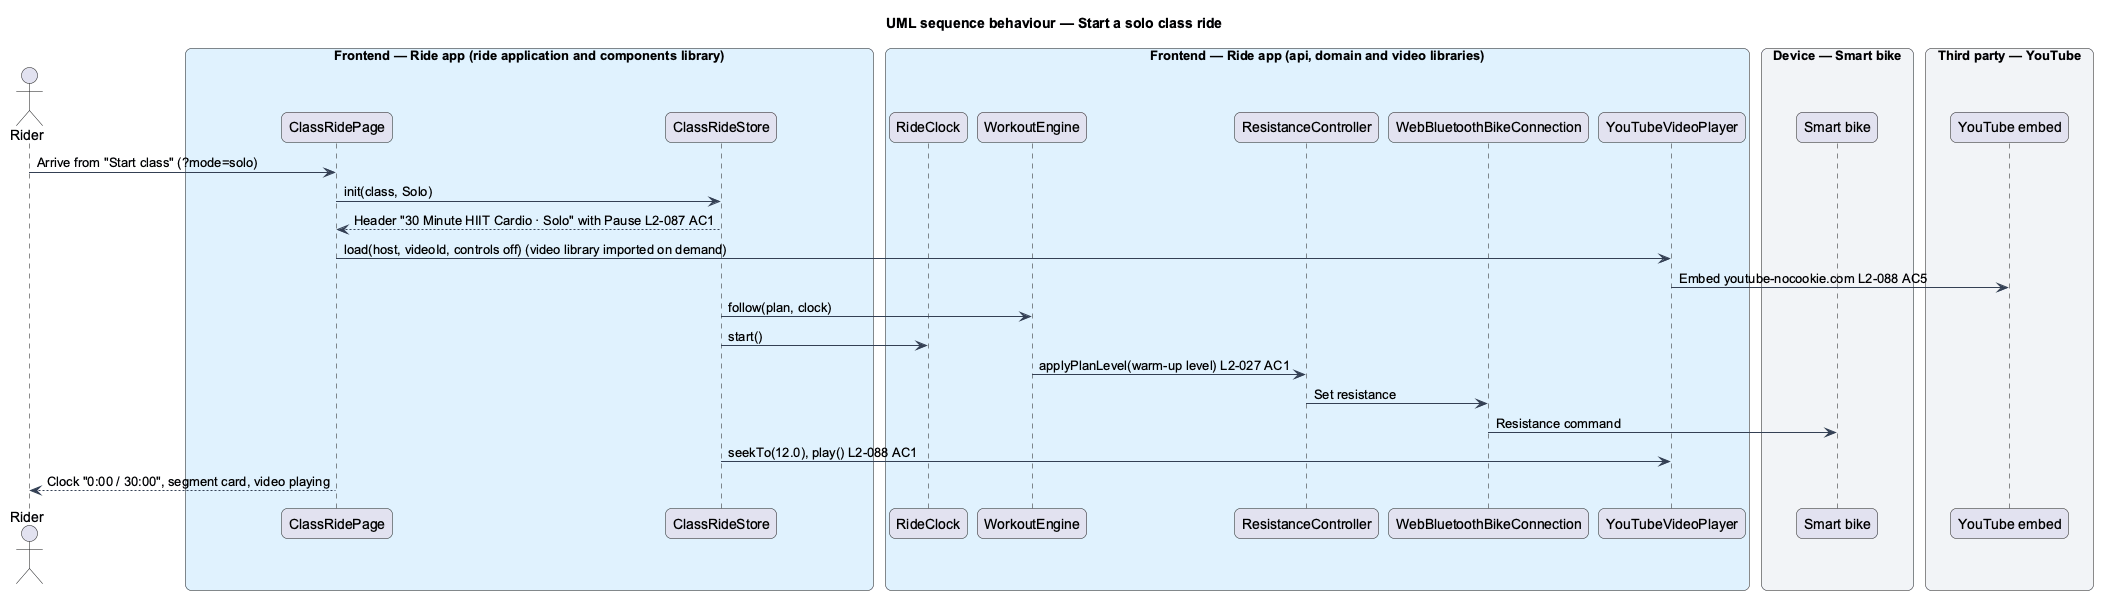 UML sequence behaviour — Start a solo class ride
Frontend — Ride app (ride application and components library)
Frontend — Ride app (api, domain and video libraries)
Device — Smart bike
Third party — YouTube
Rider
ClassRidePage
ClassRideStore
RideClock
WorkoutEngine
ResistanceController
WebBluetoothBikeConnection
YouTubeVideoPlayer
Smart bike
YouTube embed
Arrive from "Start class" (?mode=solo)
init(class, Solo)
Header "30 Minute HIIT Cardio · Solo" with Pause L2-087 AC1
load(host, videoId, controls off) (video library imported on demand)
Embed youtube-nocookie.com L2-088 AC5
follow(plan, clock)
start()
applyPlanLevel(warm-up level) L2-027 AC1
Set resistance
Resistance command
seekTo(12.0), play() L2-088 AC1
Clock "0:00 / 30:00", segment card, video playing
Rider
ClassRidePage
ClassRideStore
RideClock
WorkoutEngine
ResistanceController
WebBluetoothBikeConnection
YouTubeVideoPlayer
Smart bike
YouTube embed